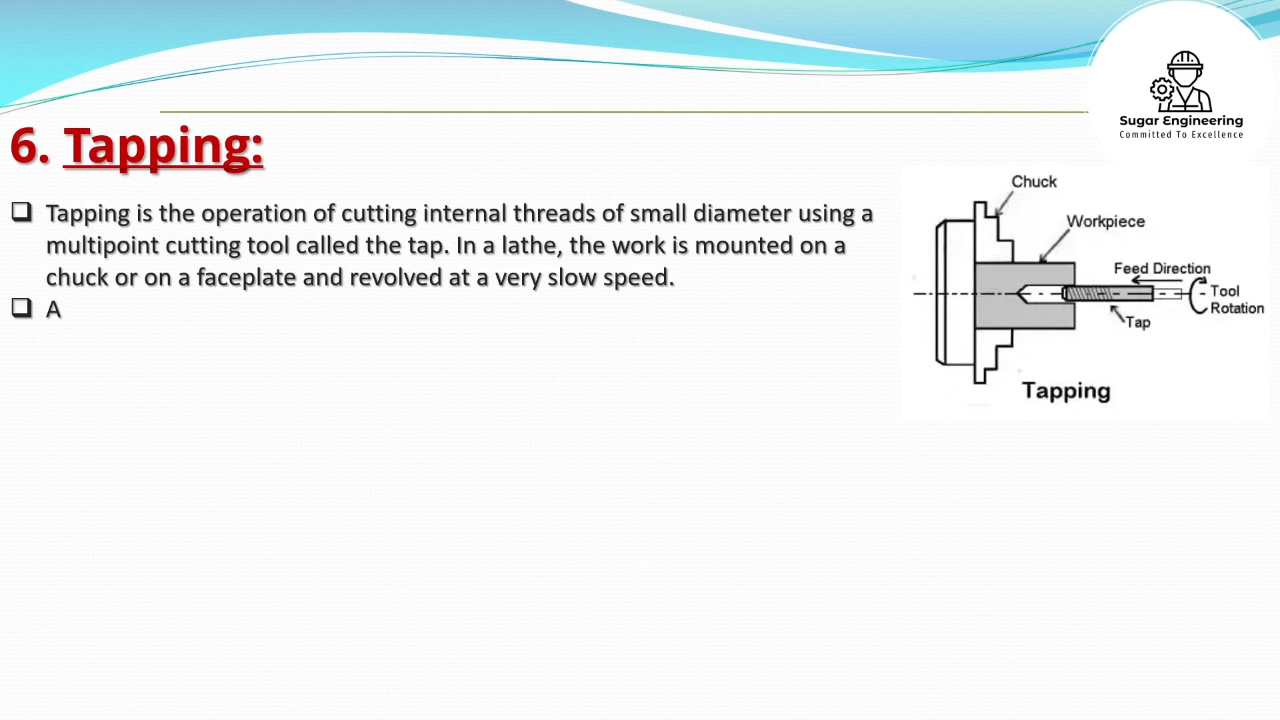 Sugar Engineering
Committed To Excellence
6. Tapping:
❑ Tapping is the operation of cutting internal threads of small diameter using a
multipoint cutting tool called the tap. In a lathe, the work is mounted on a
chuck or on a faceplate and revolved at a very slow speed.
❑ A
Chuck
Workpiece
Feed Direction
Tool
Rotation
Tap
Tapping